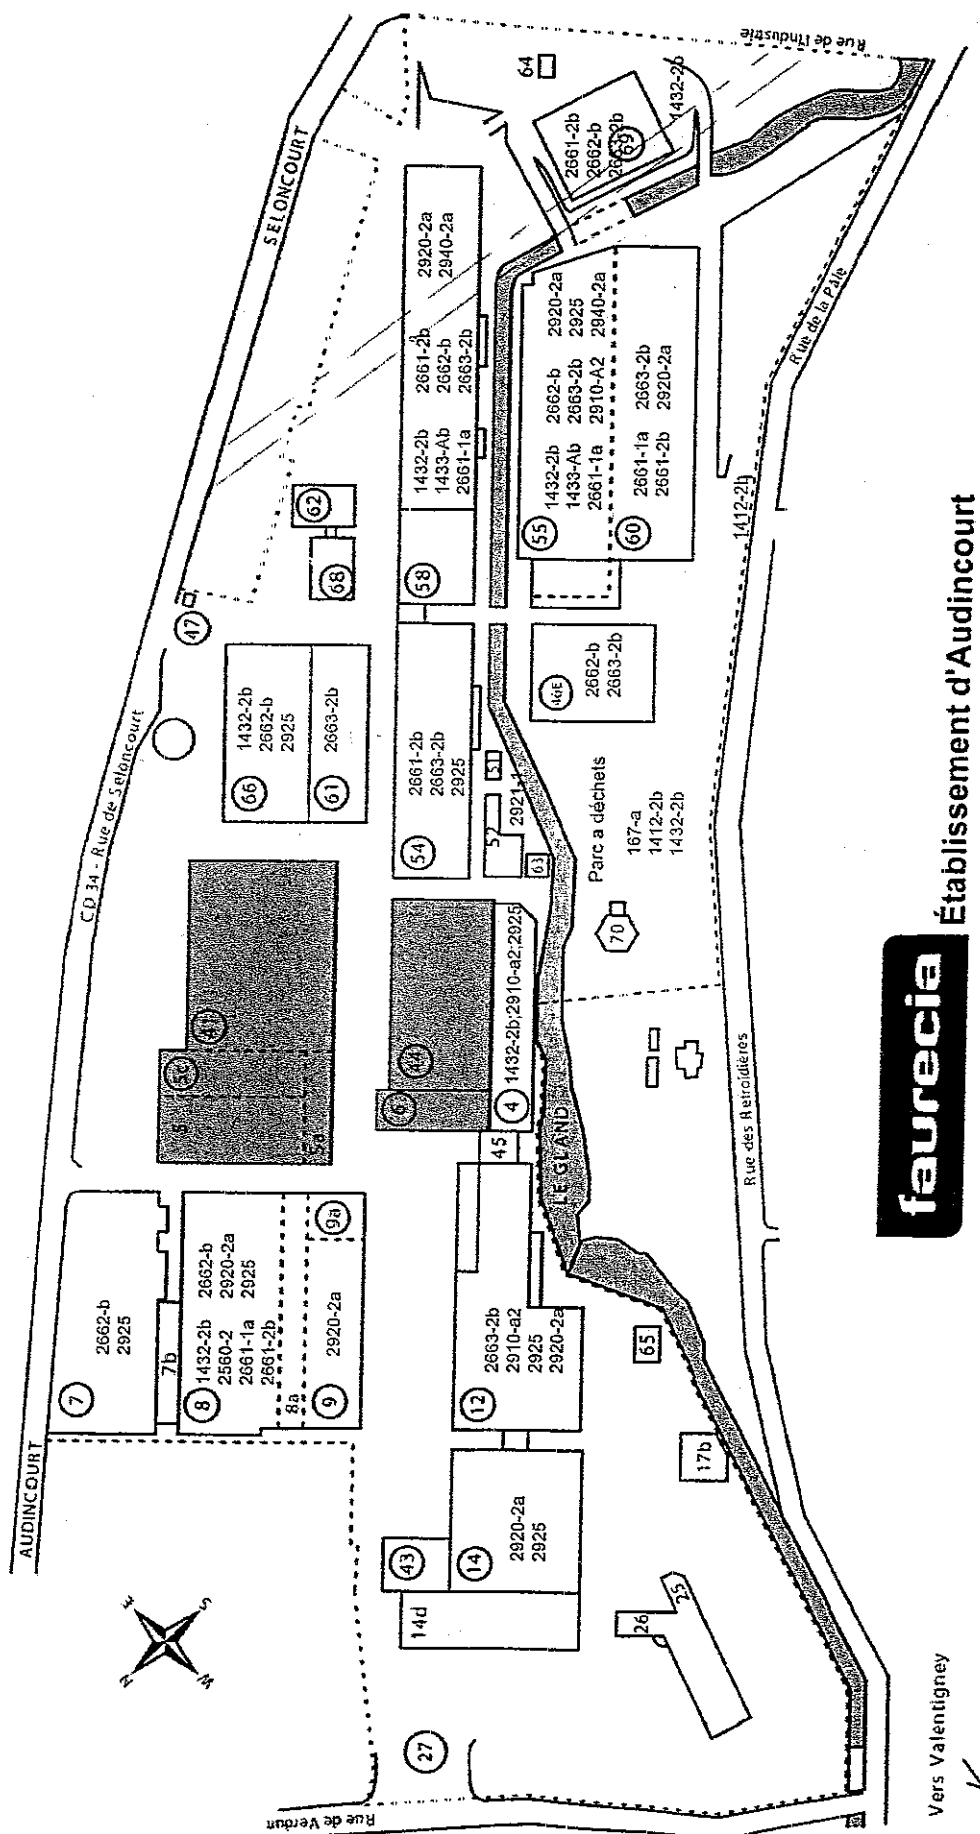 AUDINCOURT
CD 34 - Rue de Seloncourt
SELONCOURT
Rue de l'Industrie
Rue de Verdun
27
7
2662-b
2925
7b
8
1432-2b
2560-2
2661-1a
2661-2b
2662-b
2920-2a
2925
8a
9
2920-2a
9a
5
5c
5a
41
66
1432-2b
2662-b
2925
61
2663-2b
47
68
62
64
14d
43
14
2920-2a
2925
12
2663-2b
2910-a2
2925
2920-2a
45
6
44
4
1432-2b;2910-a2;2925
54
2661-2b
2663-2b
2925
52
51
2921-1
63
58
1432-2b
1433-Ab
2661-1a
2661-2b
2662-b
2663-2b
2920-2a
2940-2a
69
2661-2b
2662-b
2663-2b
1432-2b
55
1432-2b
1433-Ab
2661-1a
2662-b
2663-2b
2910-A2
2920-2a
2925
2940-2a
60
2661-1a
2661-2b
2663-2b
2920-2a
46E
2662-b
2663-2b
LE GLAND
65
17b
26
25
70
Parc a déchets
167-a
1412-2b
1432-2b
1412-2b
Rue de la Pâle
Rue des Retroidières
Vers Valentigney
faurecia
Établissement d'Audincourt
N
E
S
W